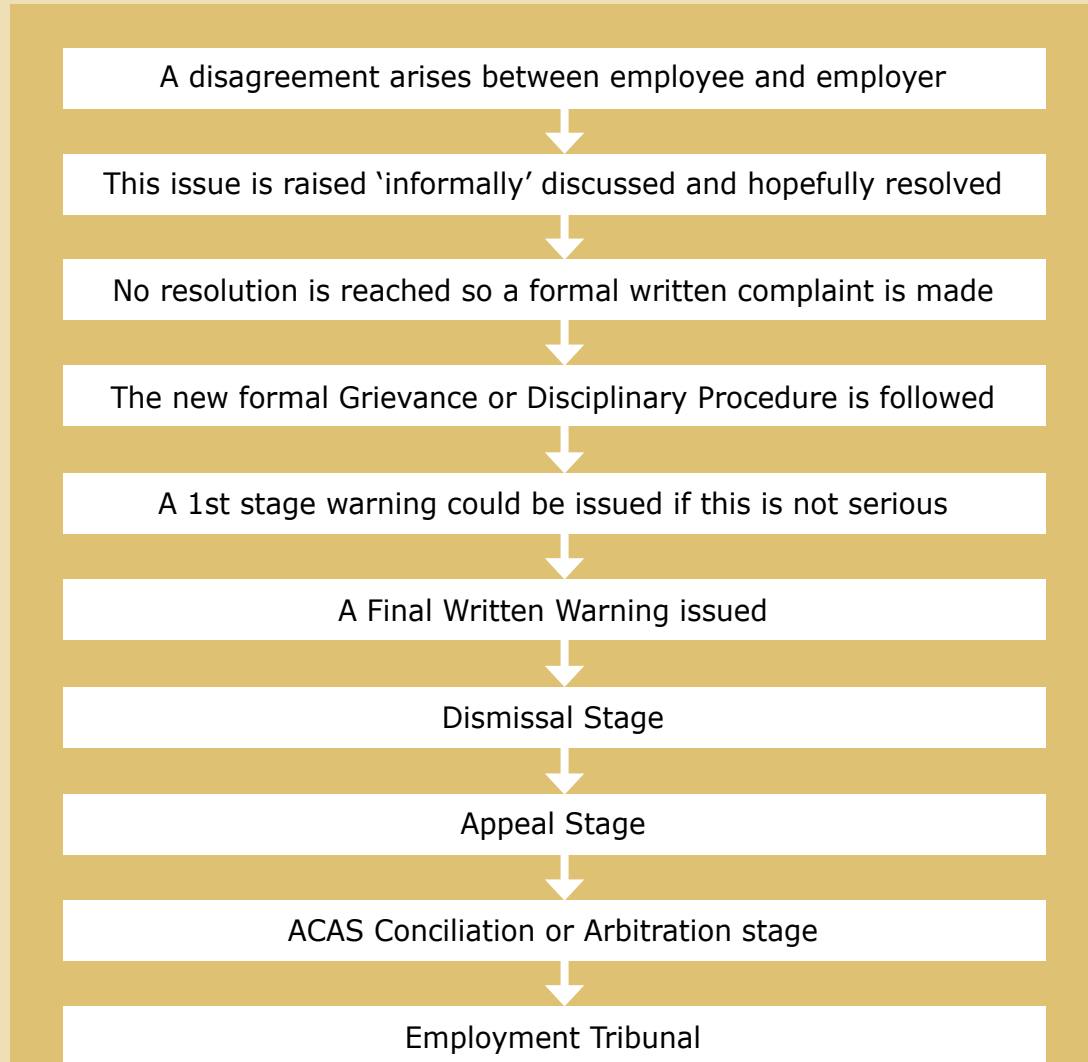 A disagreement arises between employee and employer
This issue is raised ‘informally’ discussed and hopefully resolved
No resolution is reached so a formal written complaint is made
The new formal Grievance or Disciplinary Procedure is followed
A 1st stage warning could be issued if this is not serious
A Final Written Warning issued
Dismissal Stage
Appeal Stage
ACAS Conciliation or Arbitration stage
Employment Tribunal